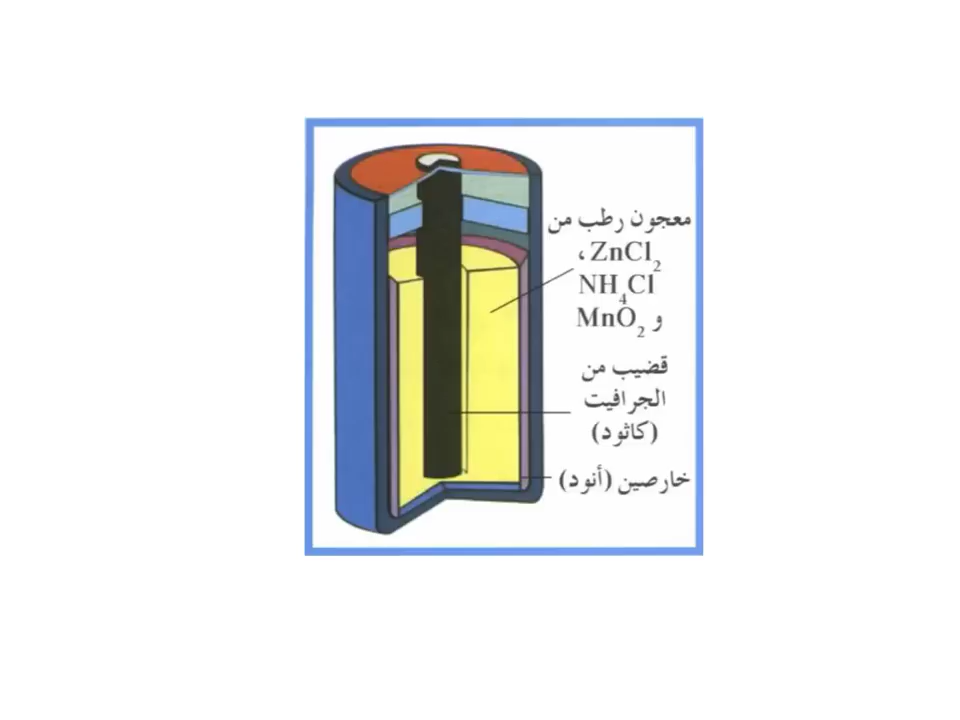 معجون رطب من
ZnCl₂ ،
NH₄Cl
و MnO₂
قضيب من
الجرافيت
(كاثود)
خارصين (أنود)